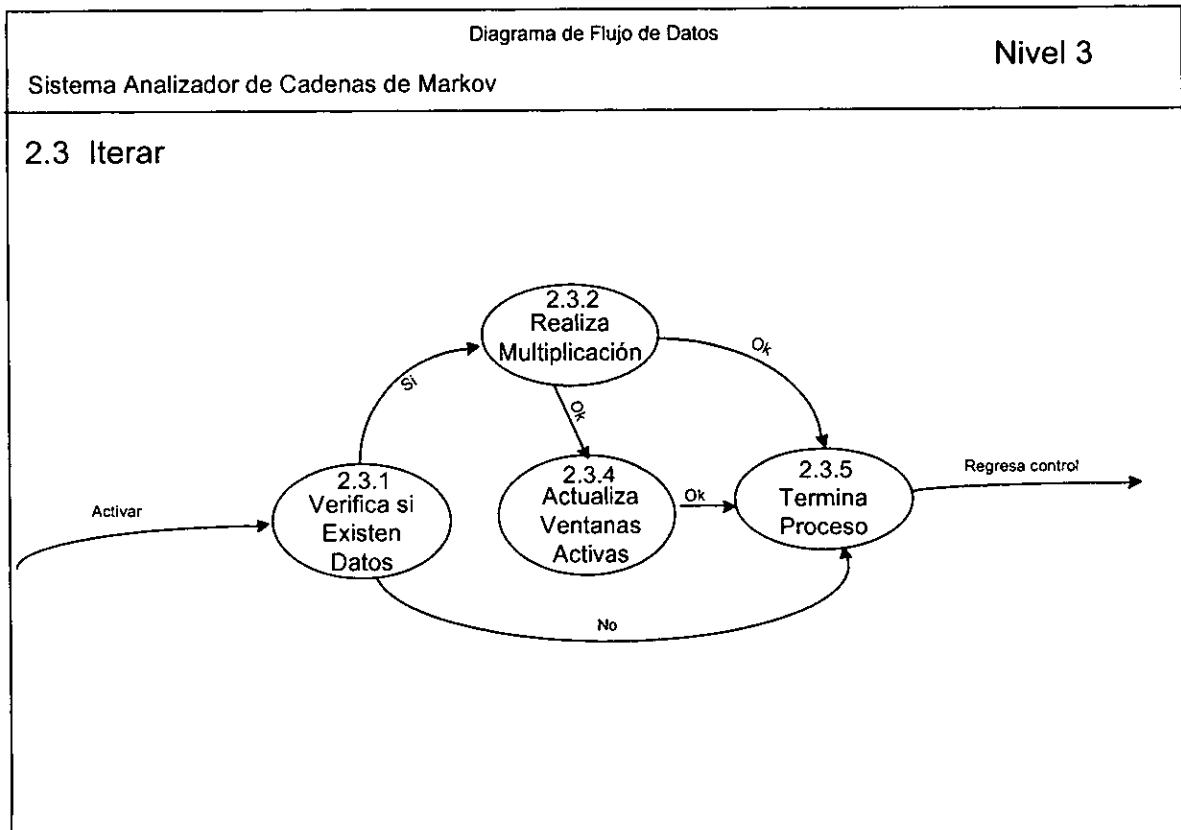 Diagrama de Flujo de Datos
Nivel 3
Sistema Analizador de Cadenas de Markov
2.3 Iterar
2.3.2
Realiza
Multiplicación
Ok
Si
Ok
2.3.1
Verifica si
Existen
Datos
2.3.4
Actualiza
Ventanas
Activas
Ok
2.3.5
Termina
Proceso
Regresa control
Activar
No